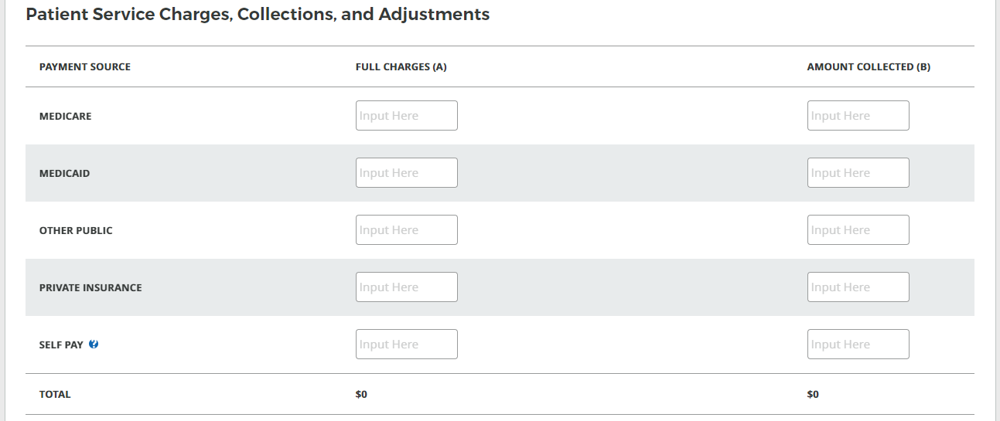 Patient Service Charges, Collections, and Adjustments
PAYMENT SOURCE FULL CHARGES (A) AMOUNT COLLECTED (B)
MEDICARE Input Here Input Here
MEDICAID Input Here Input Here
OTHER PUBLIC Input Here Input Here
PRIVATE INSURANCE Input Here Input Here
SELF PAY ? Input Here Input Here
TOTAL $0 $0